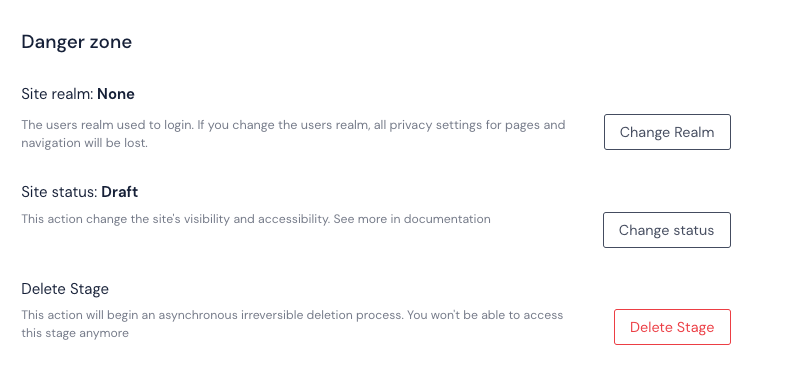 Danger zone
Site realm: None
The users realm used to login. If you change the users realm, all privacy settings for pages and
navigation will be lost.
Change Realm
Site status: Draft
This action change the site's visibility and accessibility. See more in documentation
Change status
Delete Stage
This action will begin an asynchronous irreversible deletion process. You won't be able to access
this stage anymore
Delete Stage